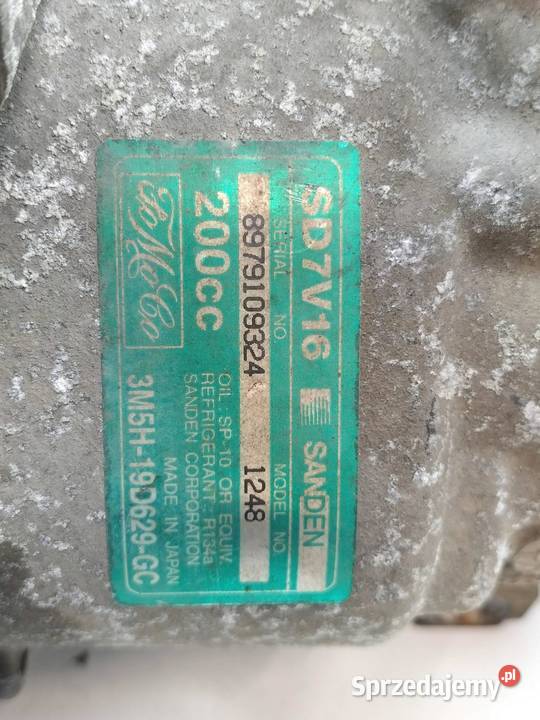 SD7V16 SANDEN
SERIAL NO. MODEL NO.
8979109324 1248
200CC
OIL : SP-10 OR EQUIV.
REFRIGERANT : R134a
SANDEN CORPORATION
MADE IN JAPAN
FoMoCo
3M5H-19D629-GC
Sprzedajemy.pl